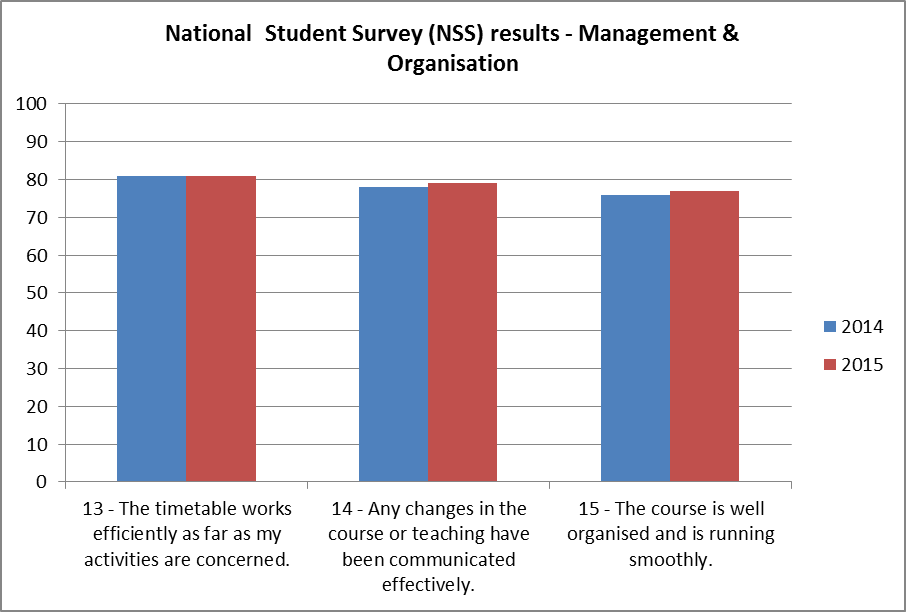 National  Student Survey (NSS) results - Management &
Organisation
100
90
80
70
60
50
40
30
20
10
0
13 - The timetable works
efficiently as far as my
activities are concerned.
14 - Any changes in the
course or teaching have
been communicated
effectively.
15 - The course is well
organised and is running
smoothly.
2014
2015